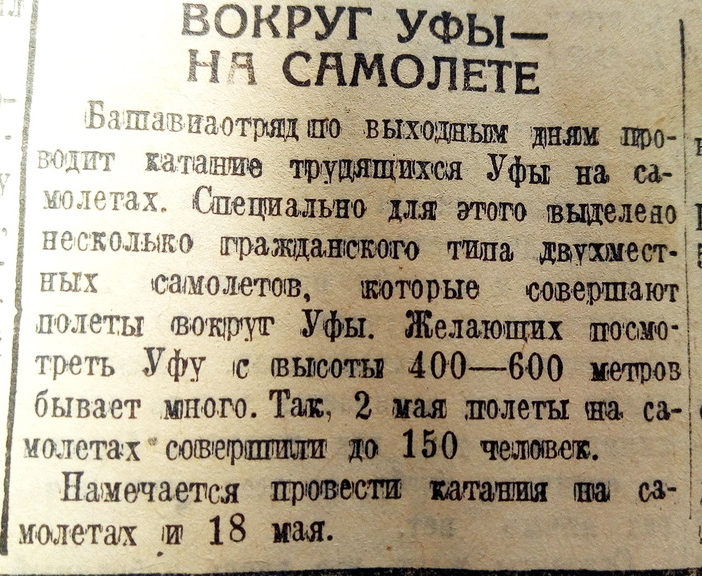 ВОКРУГ УФЫ—
НА САМОЛЕТЕ
Башавиаотряд по выходным дням про-
водит катание трудящихся Уфы на са-
молетах. Специально для этого выделено
несколько гражданского типа двухмест-
ных самолетов, которые совершают
полеты вокруг Уфы. Желающих посмо-
треть Уфу с высоты 400—600 метров
бывает много. Так, 2 мая полеты на са-
молетах совершили до 150 человек.
Намечается провести катания на са-
молетах и 18 мая.